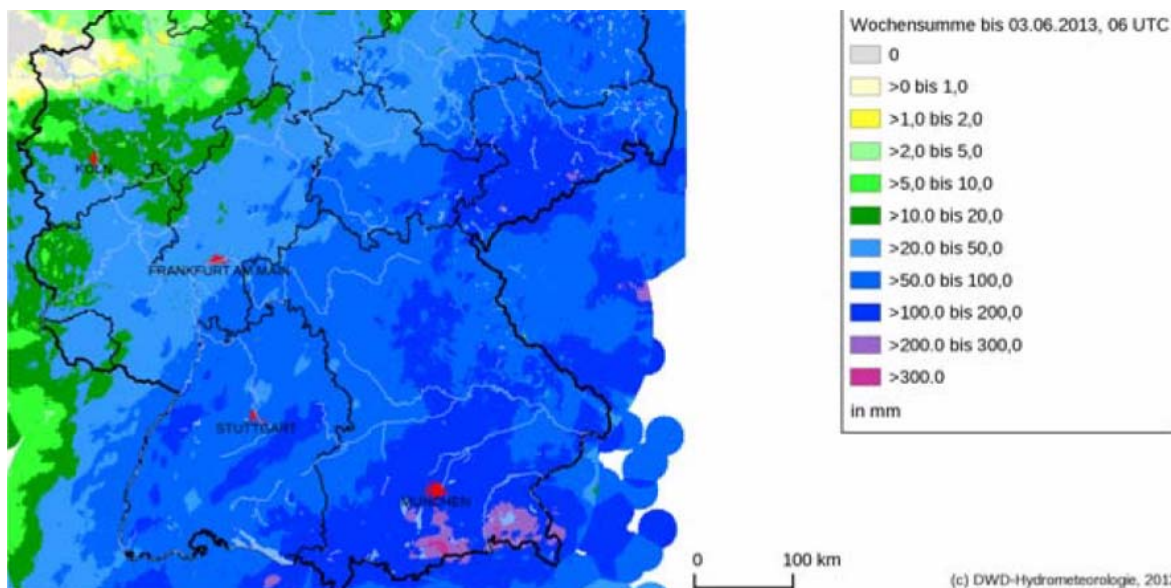 Wochensumme bis 03.06.2013, 06 UTC
0
>0 bis 1,0
>1,0 bis 2,0
>2,0 bis 5,0
>5,0 bis 10,0
>10.0 bis 20,0
>20.0 bis 50,0
>50.0 bis 100,0
>100.0 bis 200,0
>200.0 bis 300,0
>300.0
in mm
KÖLN
FRANKFURT AM MAIN
STUTTGART
MÜNCHEN
0 100 km
(c) DWD-Hydrometeorologie,